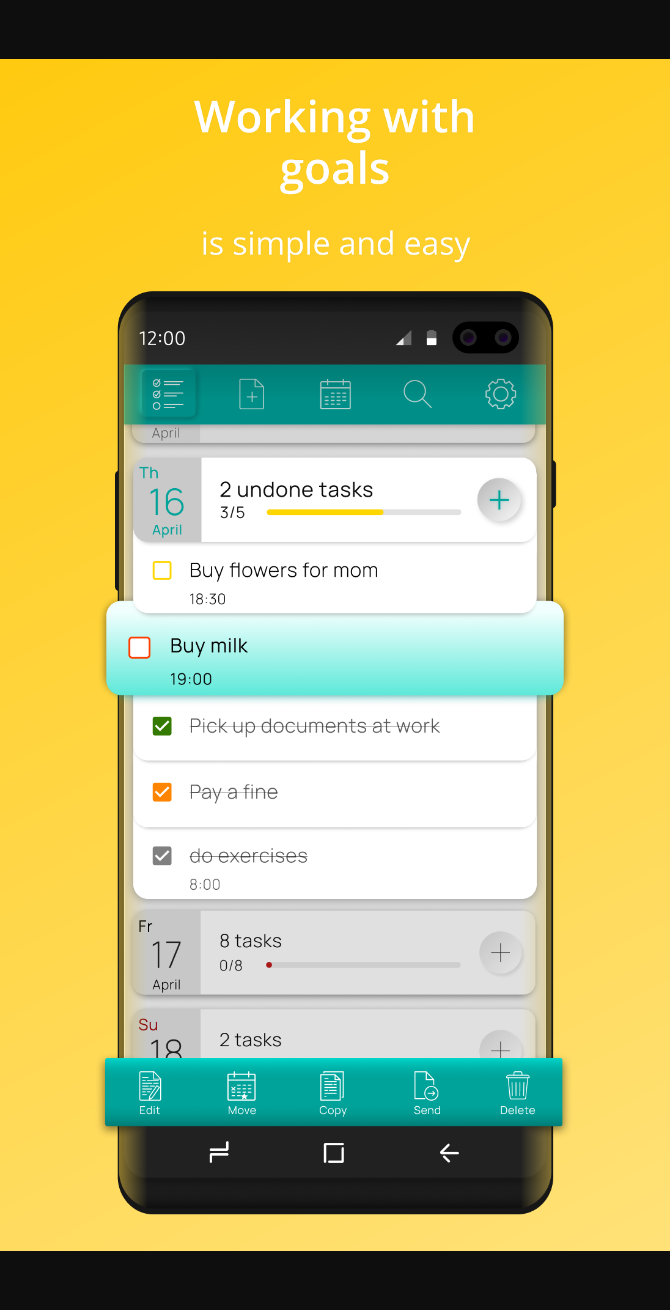 Working with
goals
is simple and easy
12:00
April
Th
16
April
2 undone tasks
3/5
Buy flowers for mom
18:30
Buy milk
19:00
Pick up documents at work
Pay a fine
do exercises
8:00
Fr
17
April
8 tasks
0/8
Su
18
2 tasks
Edit
Move
Copy
Send
Delete